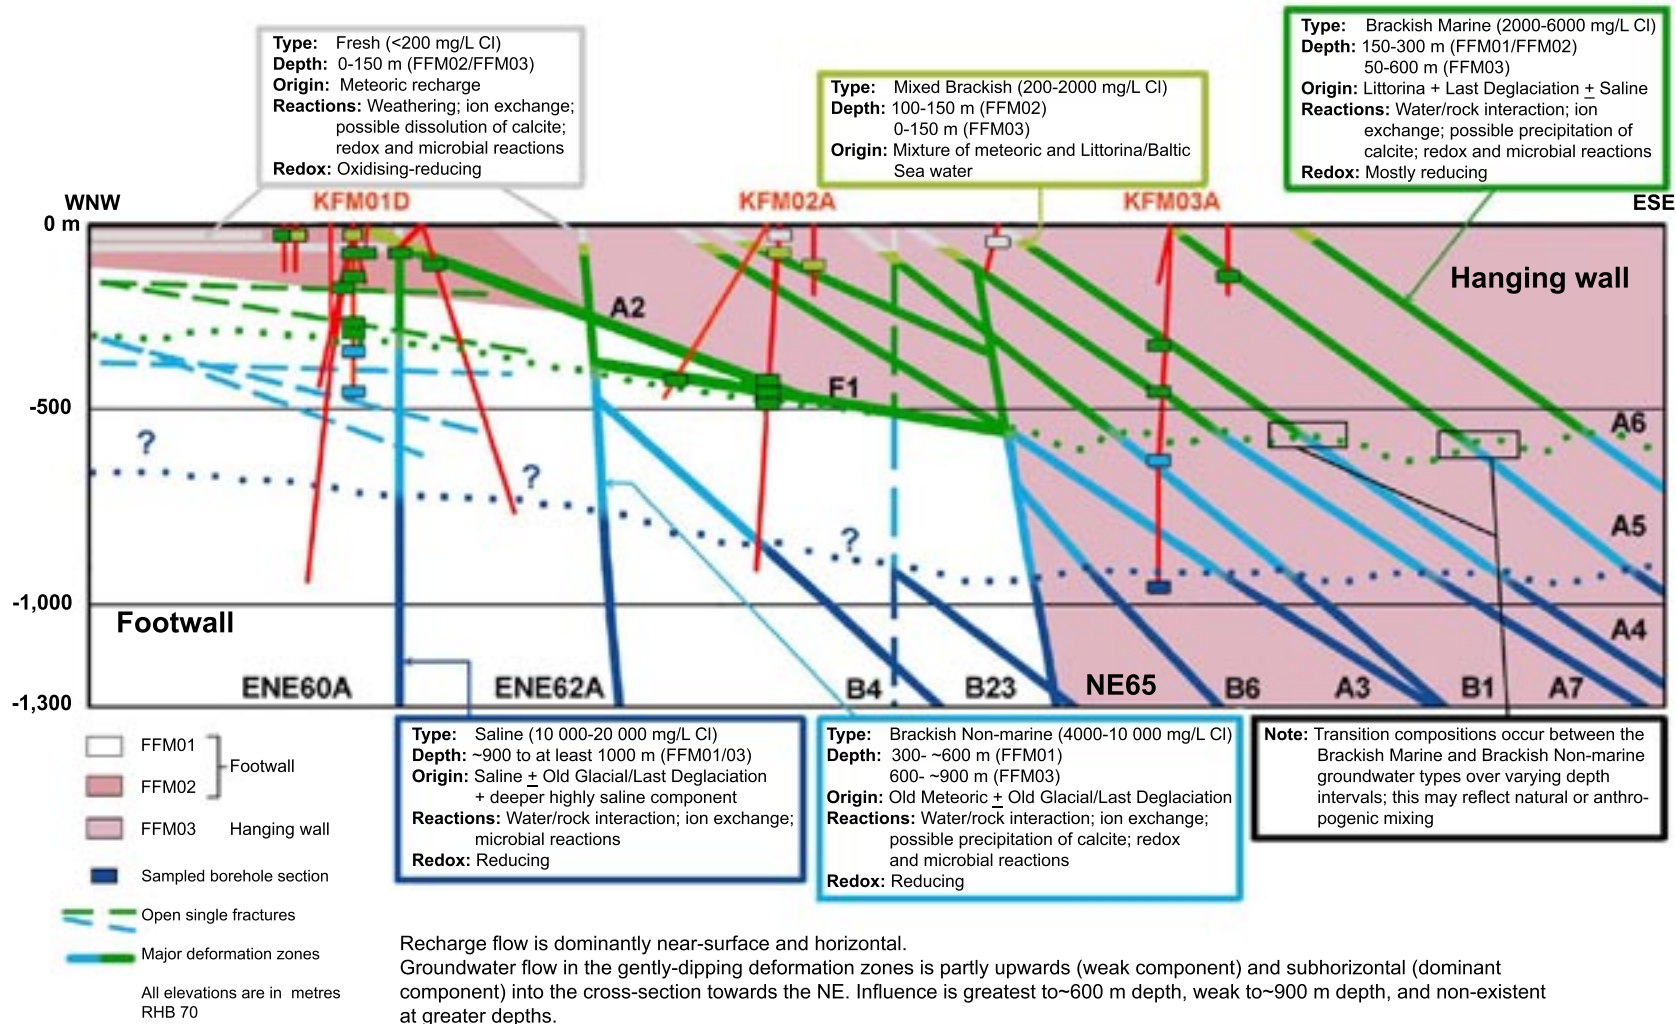 Type: Fresh (<200 mg/L Cl)
Depth: 0-150 m (FFM02/FFM03)
Origin: Meteoric recharge
Reactions: Weathering; ion exchange;
possible dissolution of calcite;
redox and microbial reactions
Redox: Oxidising-reducing
Type: Mixed Brackish (200-2000 mg/L Cl)
Depth: 100-150 m (FFM02)
0-150 m (FFM03)
Origin: Mixture of meteoric and Littorina/Baltic
Sea water
Type: Brackish Marine (2000-6000 mg/L Cl)
Depth: 150-300 m (FFM01/FFM02)
50-600 m (FFM03)
Origin: Littorina + Last Deglaciation ± Saline
Reactions: Water/rock interaction; ion
exchange; possible precipitation of
calcite; redox and microbial reactions
Redox: Mostly reducing
WNW
KFM01D
KFM02A
KFM03A
ESE
0 m
Hanging wall
A2
F1
-500
A6
?
?
?
A5
-1,000
Footwall
A4
ENE60A
ENE62A
B4
B23
NE65
B6
A3
B1
A7
-1,300
FFM01
Footwall
FFM02
FFM03 Hanging wall
Sampled borehole section
Open single fractures
Major deformation zones
All elevations are in metres
RHB 70
Type: Saline (10 000-20 000 mg/L Cl)
Depth: ~900 to at least 1000 m (FFM01/03)
Origin: Saline ± Old Glacial/Last Deglaciation
+ deeper highly saline component
Reactions: Water/rock interaction; ion exchange;
microbial reactions
Redox: Reducing
Type: Brackish Non-marine (4000-10 000 mg/L Cl)
Depth: 300- ~600 m (FFM01)
600- ~900 m (FFM03)
Origin: Old Meteoric ± Old Glacial/Last Deglaciation
Reactions: Water/rock interaction; ion exchange;
possible precipitation of calcite; redox
and microbial reactions
Redox: Reducing
Note: Transition compositions occur between the
Brackish Marine and Brackish Non-marine
groundwater types over varying depth
intervals; this may reflect natural or anthro-
pogenic mixing
Recharge flow is dominantly near-surface and horizontal.
Groundwater flow in the gently-dipping deformation zones is partly upwards (weak component) and subhorizontal (dominant
component) into the cross-section towards the NE. Influence is greatest to~600 m depth, weak to~900 m depth, and non-existent
at greater depths.